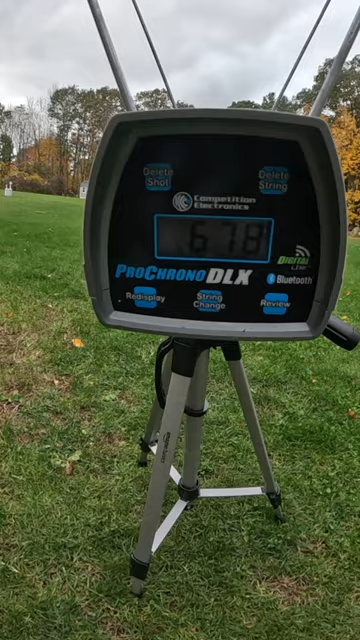 Delete
Shot
Delete
String
Competition
Electronics
678
DIGITAL
LINK
PROCHRONO DLX
Bluetooth
Redisplay
String
Change
Review